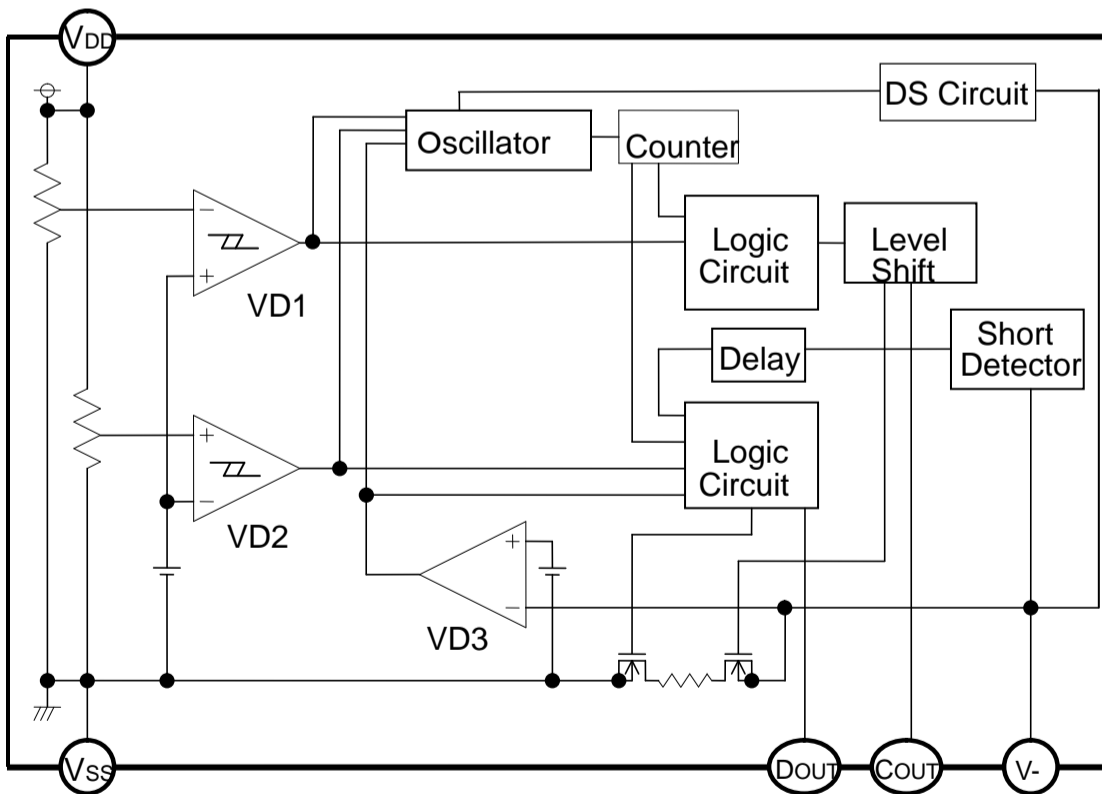 VDD
DS Circuit
Oscillator
Counter
Logic
Circuit
Level
Shift
−
+
VD1
Short
Detector
Delay
+
−
VD2
Logic
Circuit
+
−
VD3
VSS
DOUT
COUT
V-